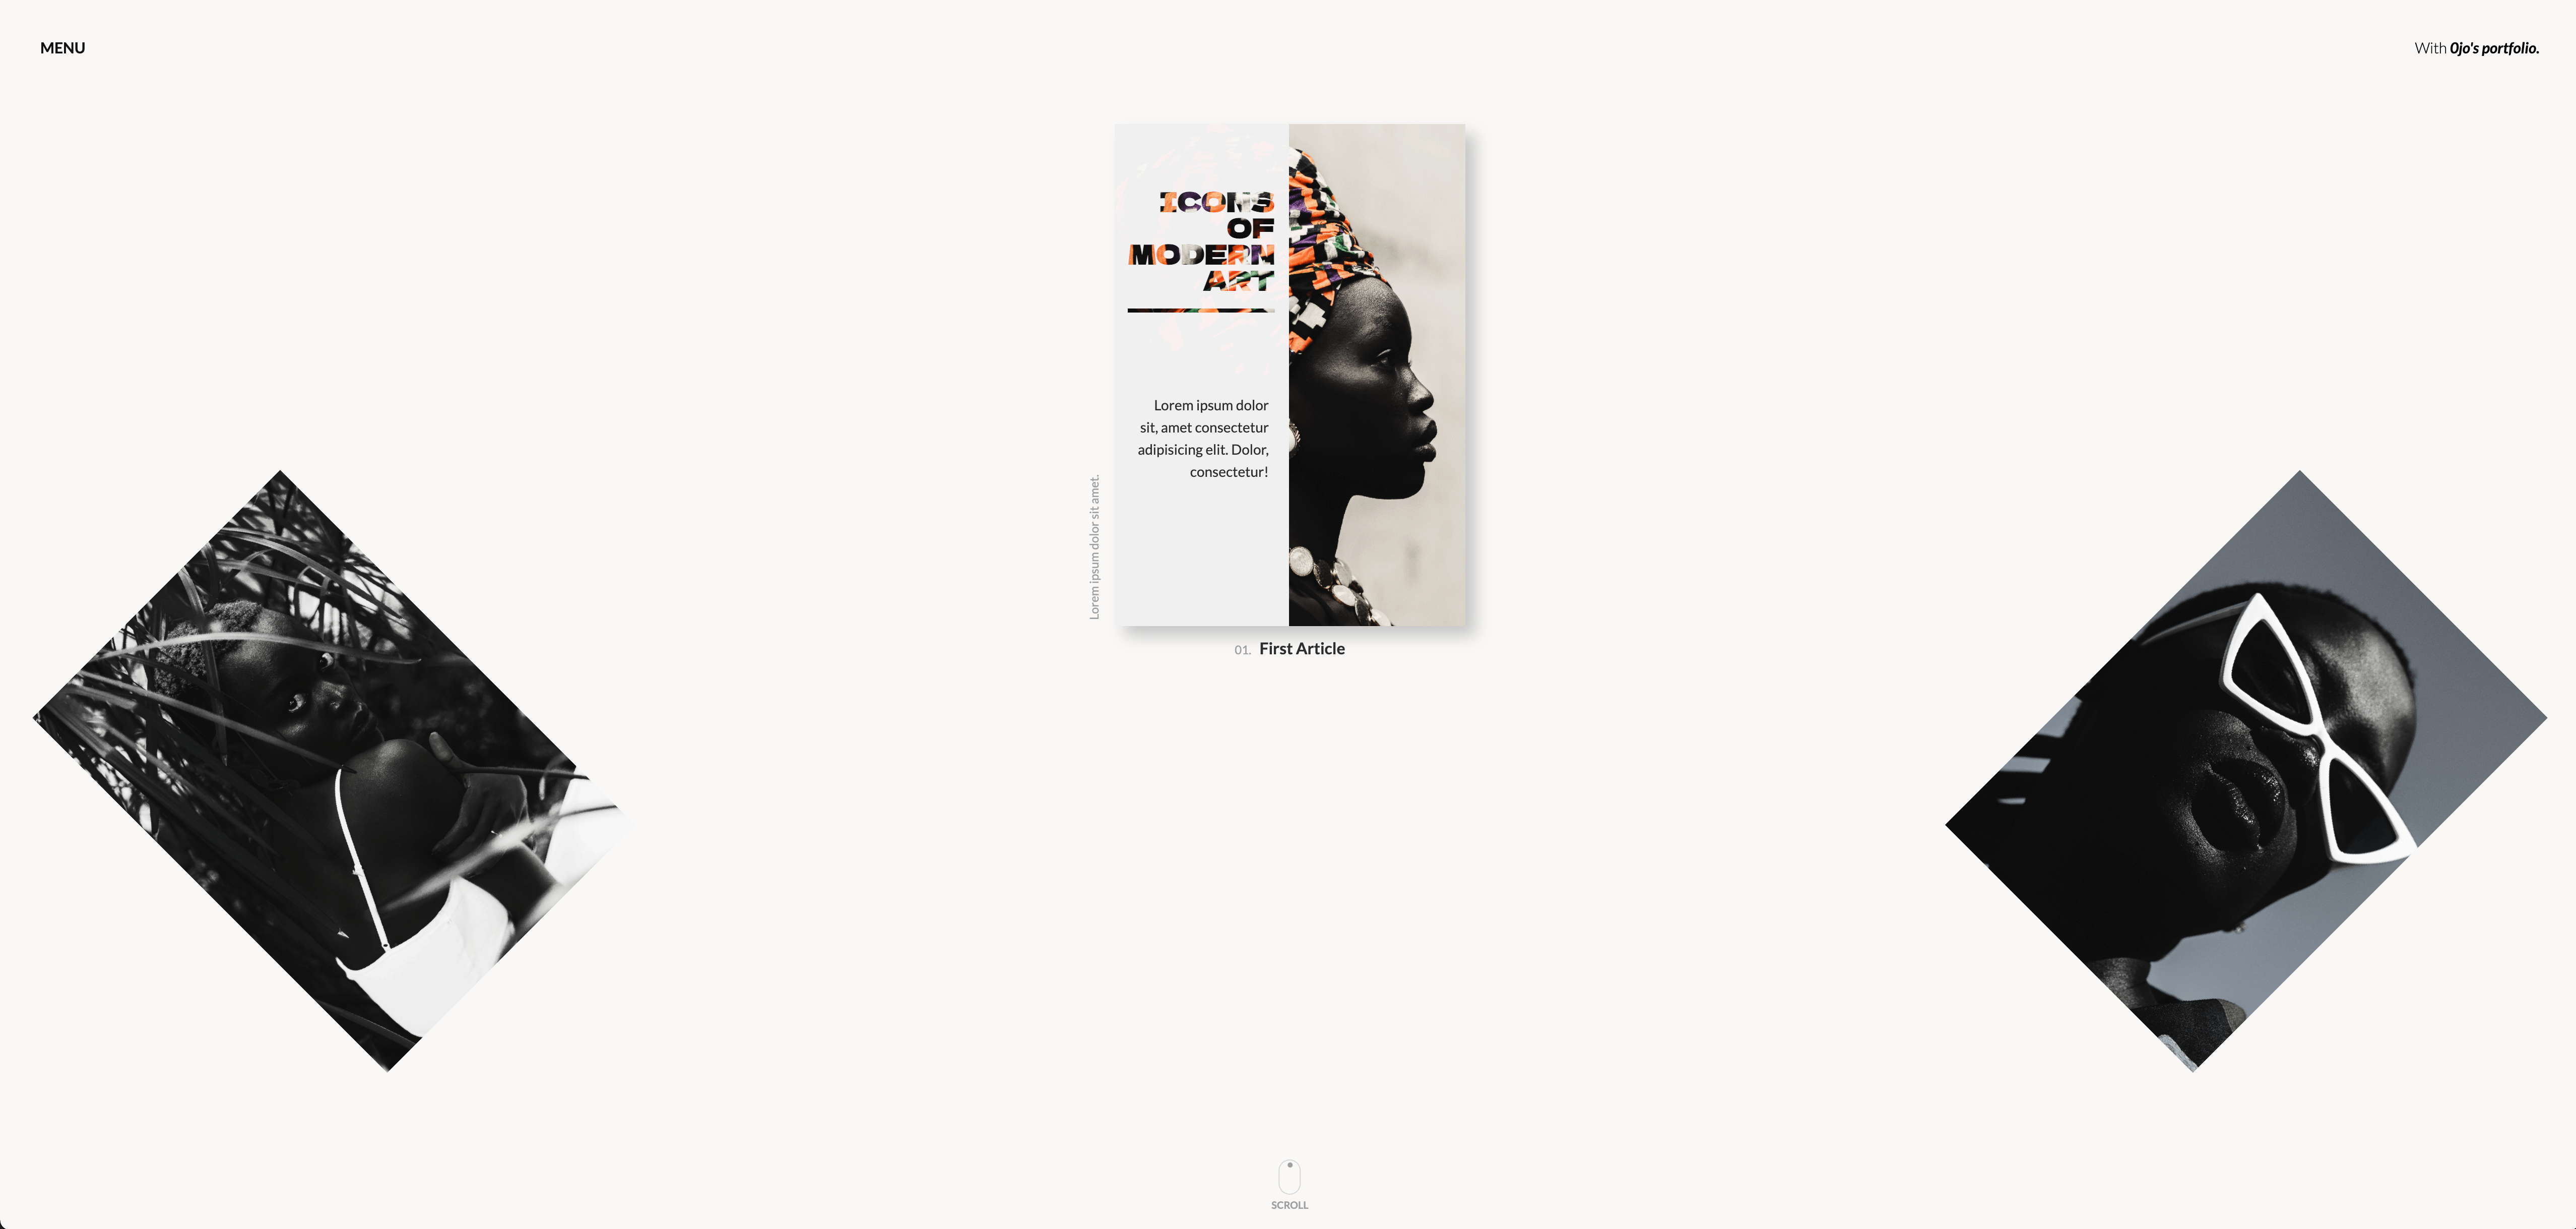 MENU
With 0jo's portfolio.
ICONS
OF
MODERN
ART
Lorem ipsum dolor
sit, amet consectetur
adipisicing elit. Dolor,
consectetur!
Lorem ipsum dolor sit amet.
01. First Article
SCROLL